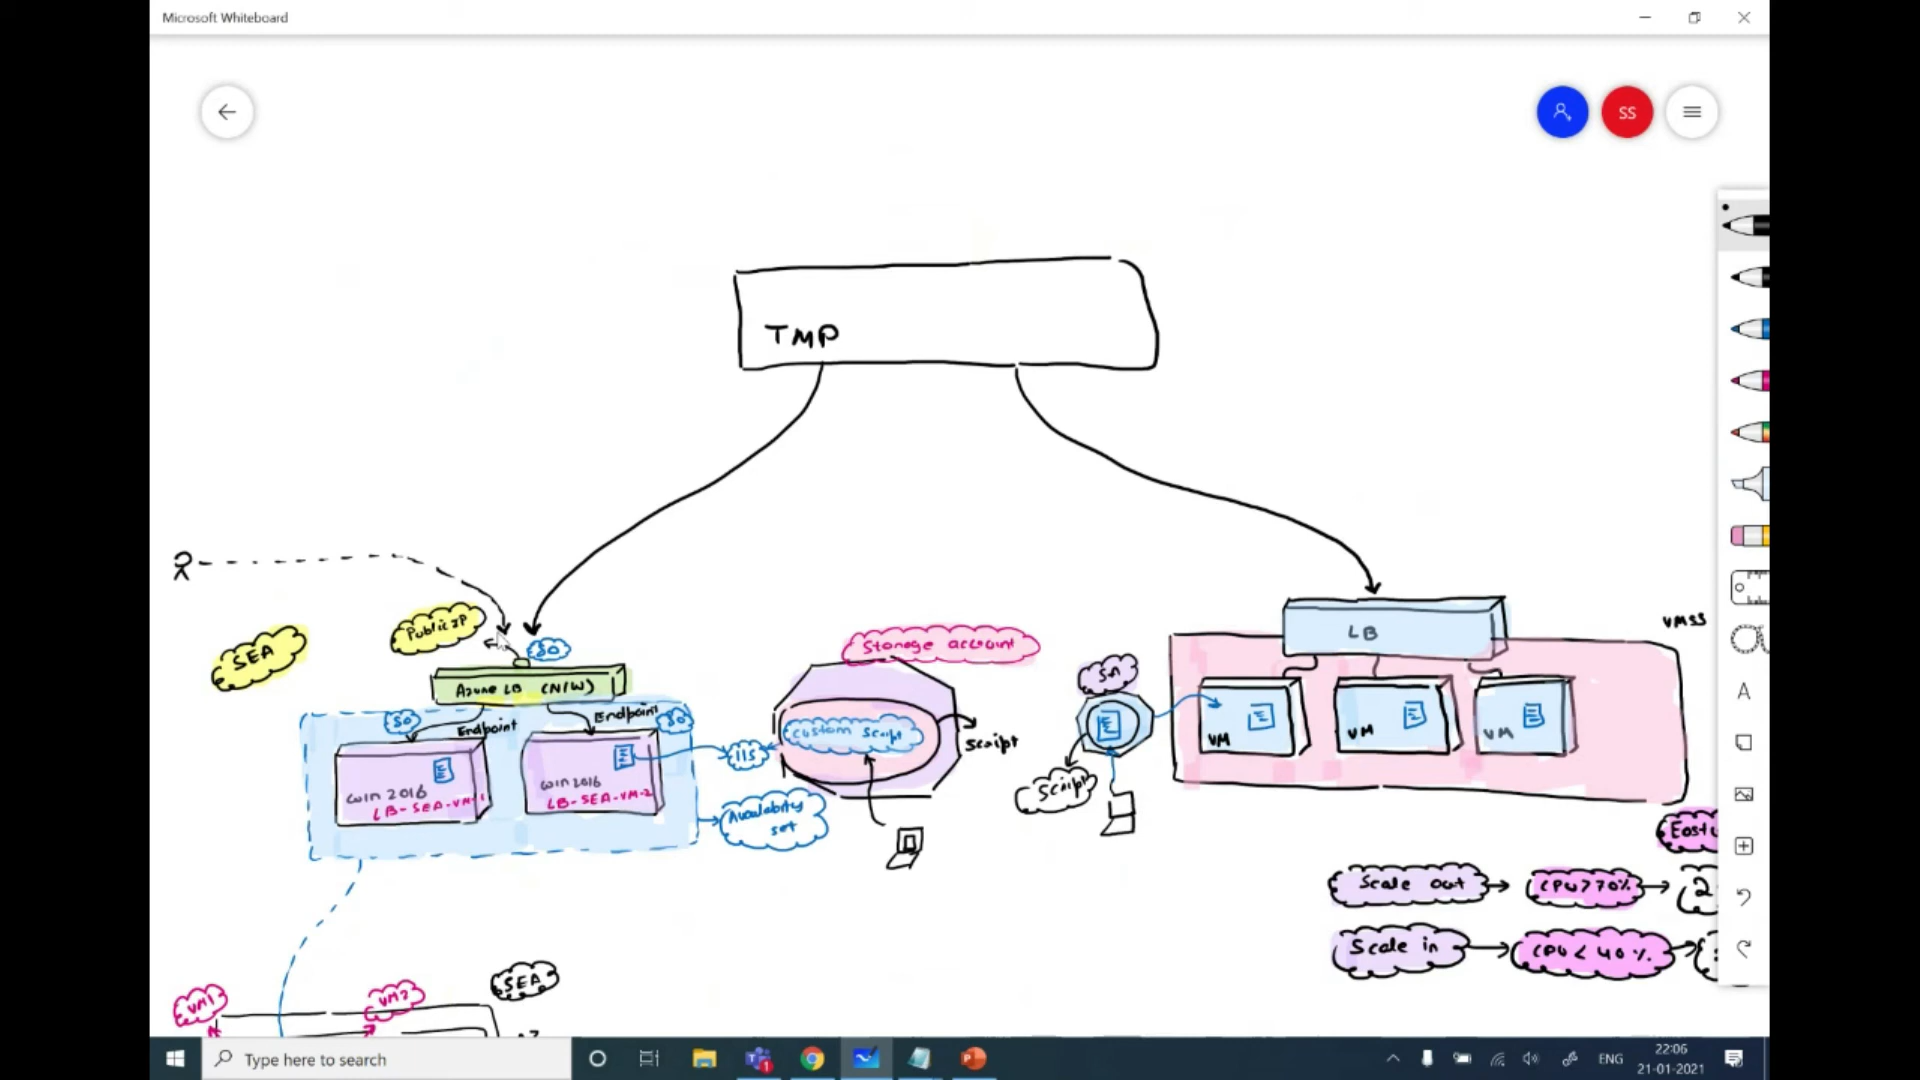 Microsoft Whiteboard
SS
TMP
Public IP
SEA
80
Azure LB (N/W)
80
Endpoint
Endpoint
80
win 2016
LB-SEA-VM-1
win 2016
LB-SEA-VM-2
IIS
Availability
set
Storage account
Custom Script
Script
SA
Script
LB
VMSS
VM
VM
VM
Scale out
CPU > 70%
2
Scale in
CPU < 40%
VM1
VM2
SEA
A
Type here to search
1
ENG
22:06
21-01-2021